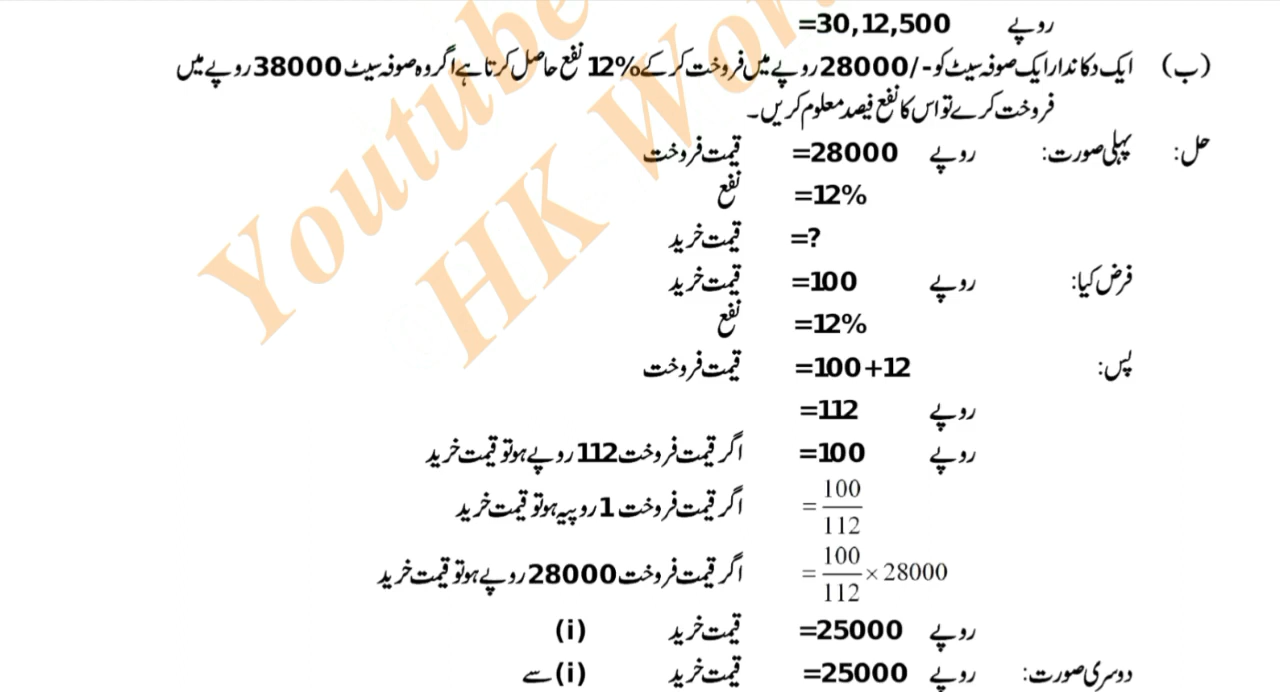 =30,12,500 روپے
(ب) ایک دکاندار ایک صوفہ سیٹ کو -/28000 روپے میں فروخت کر کے %12 نفع حاصل کرتا ہے اگر وہ صوفہ سیٹ 38000 روپے میں
فروخت کرے تو اس کا نفع فیصد معلوم کریں۔
حل: پہلی صورت: قیمت فروخت =28000 روپے
نفع =12%
قیمت خرید =?
فرض کیا: قیمت خرید =100 روپے
نفع =12%
پس: قیمت فروخت =100+12
=112 روپے
اگر قیمت فروخت 112 روپے ہو تو قیمت خرید =100 روپے
اگر قیمت فروخت 1 روپیہ ہو تو قیمت خرید =100/112
اگر قیمت فروخت 28000 روپے ہو تو قیمت خرید =100/112×28000
(i) قیمت خرید =25000 روپے
دوسری صورت: (i) سے قیمت خرید =25000 روپے
Youtube
HK Wor